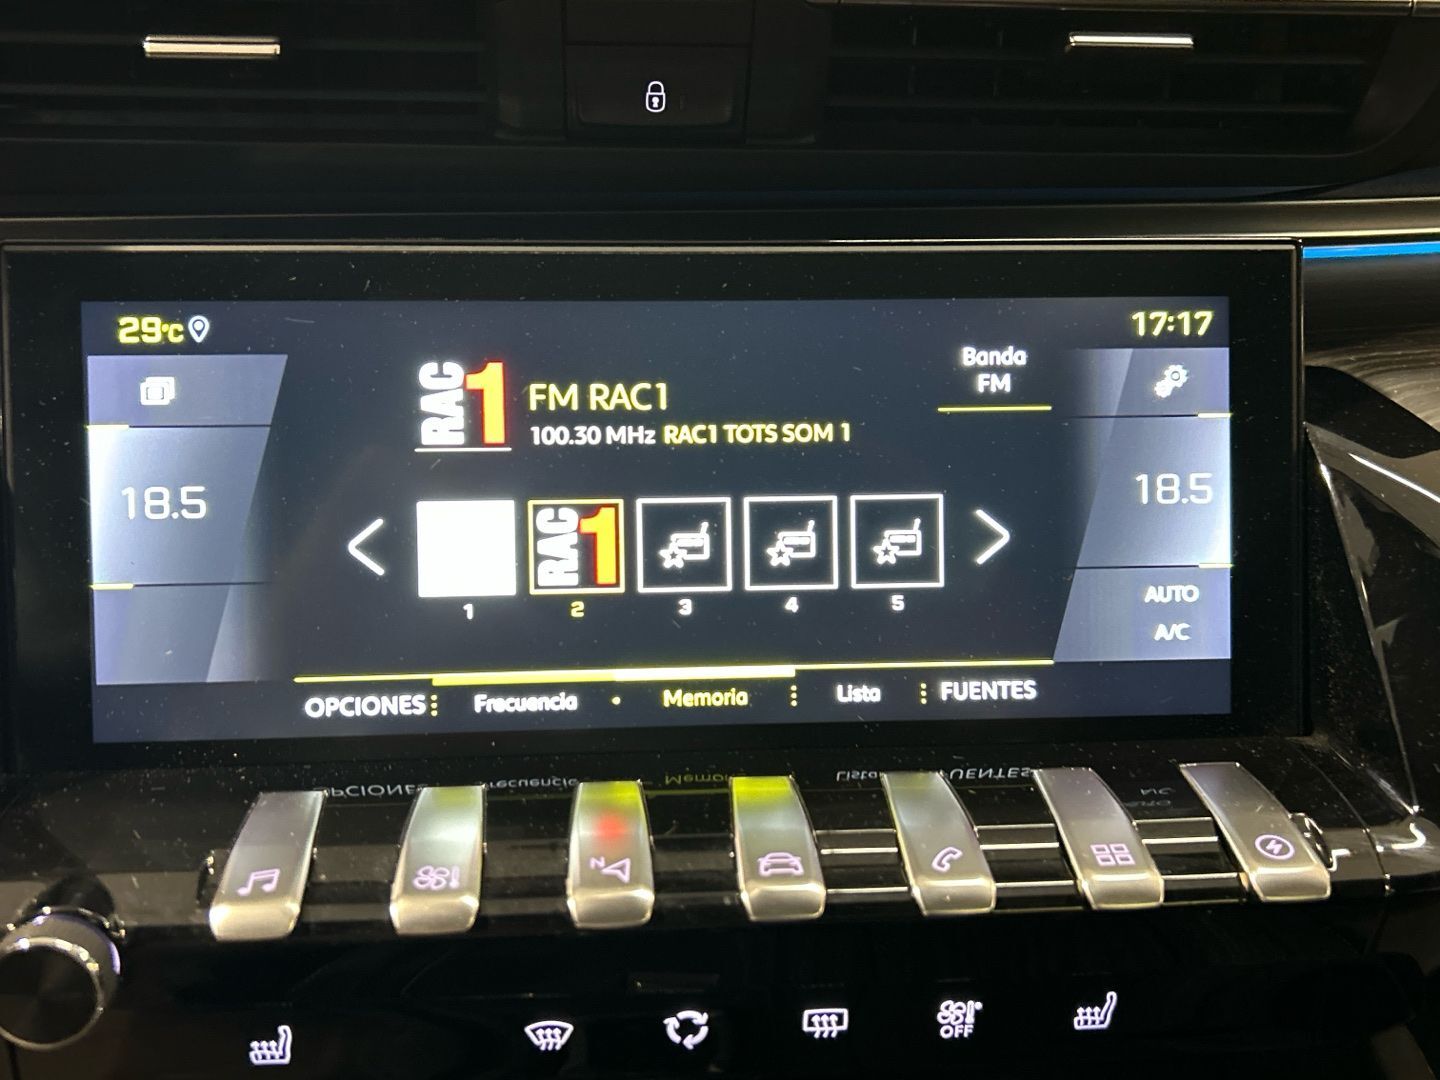 29°C
17:17
RAC1
FM RAC1
100.30 MHz RAC1 TOTS SOM 1
Banda
FM
18.5
18.5
RAC1
1
2
3
4
5
AUTO
A/C
OPCIONES
Frecuencia
Memoria
Lista
FUENTES
N
OFF